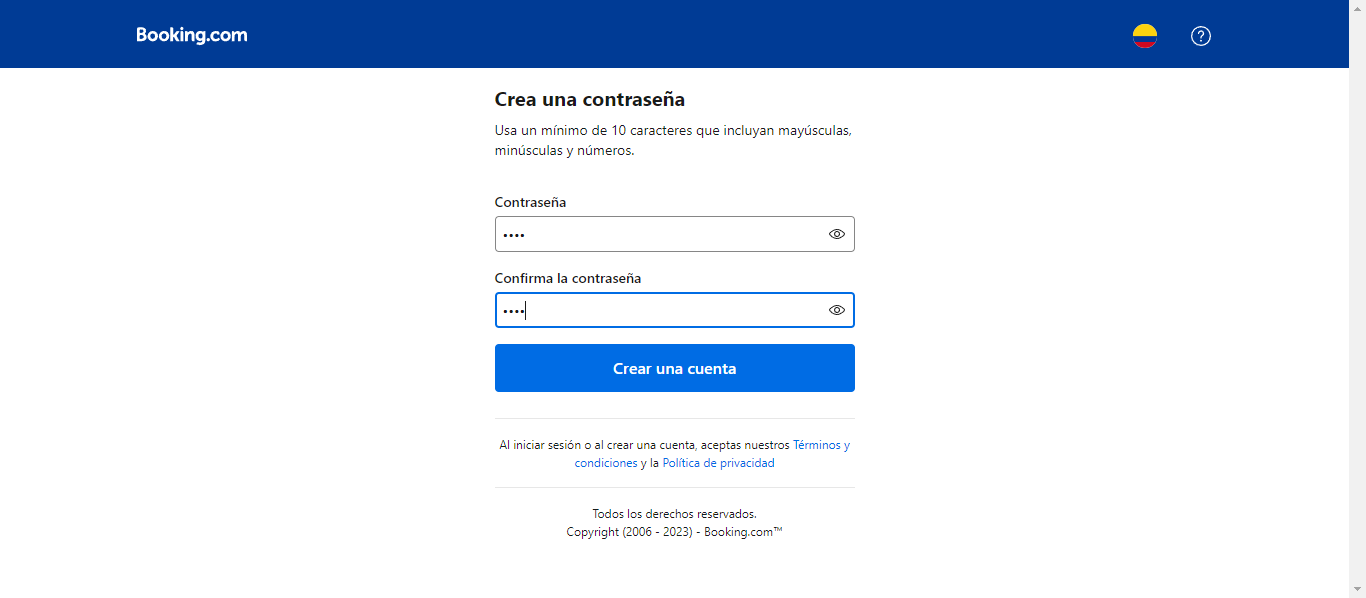 Booking.com
Crea una contraseña
Usa un mínimo de 10 caracteres que incluyan mayúsculas,
minúsculas y números.
Contraseña
••••
Confirma la contraseña
••••
Crear una cuenta
Al iniciar sesión o al crear una cuenta, aceptas nuestros Términos y
condiciones y la Política de privacidad
Todos los derechos reservados.
Copyright (2006 - 2023) - Booking.com™